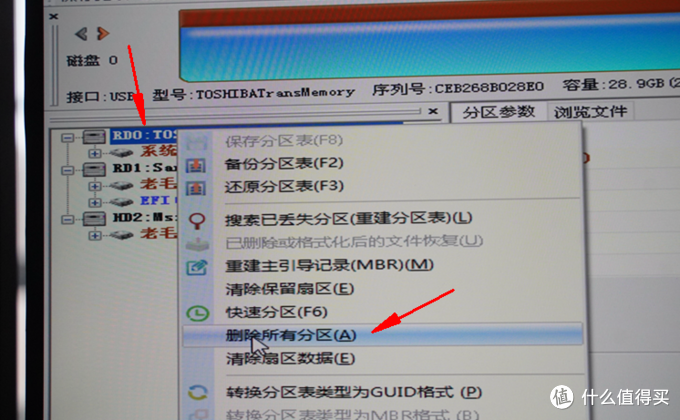 磁盘 0
接口:USB 型号:TOSHIBATransMemory 序列号:CEB268B028E0 容量:28.9GB(2
分区参数 浏览文件
RD0:TOS
系统
RD1:San
老毛
EFI
HD2:Ms
老毛
保存分区表(F8)
备份分区表(F2)
还原分区表(F3)
搜索已丢失分区(重建分区表)(L)
已删除或格式化后的文件恢复(U)
重建主引导记录(MBR)(M)
清除保留扇区(E)
快速分区(F6)
删除所有分区(A)
清除扇区数据(E)
转换分区表类型为GUID格式 (P)
转换分区表类型为MBR格式 (B)
值 什么值得买